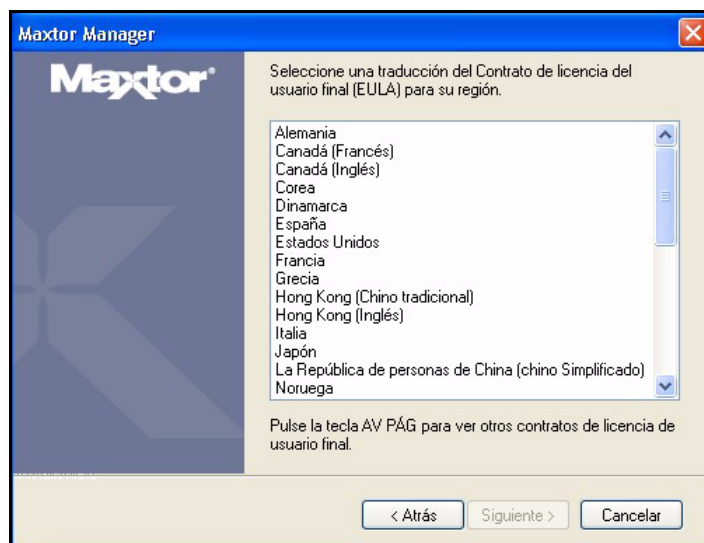 Maxtor Manager
Maxtor®
Seleccione una traducción del Contrato de licencia del
usuario final (EULA) para su región.
Alemania
Canadá (Francés)
Canadá (Inglés)
Corea
Dinamarca
España
Estados Unidos
Francia
Grecia
Hong Kong (Chino tradicional)
Hong Kong (Inglés)
Italia
Japón
La República de personas de China (chino Simplificado)
Noruega
Pulse la tecla AV PÁG para ver otros contratos de licencia de
usuario final.
< Atrás
Siguiente >
Cancelar